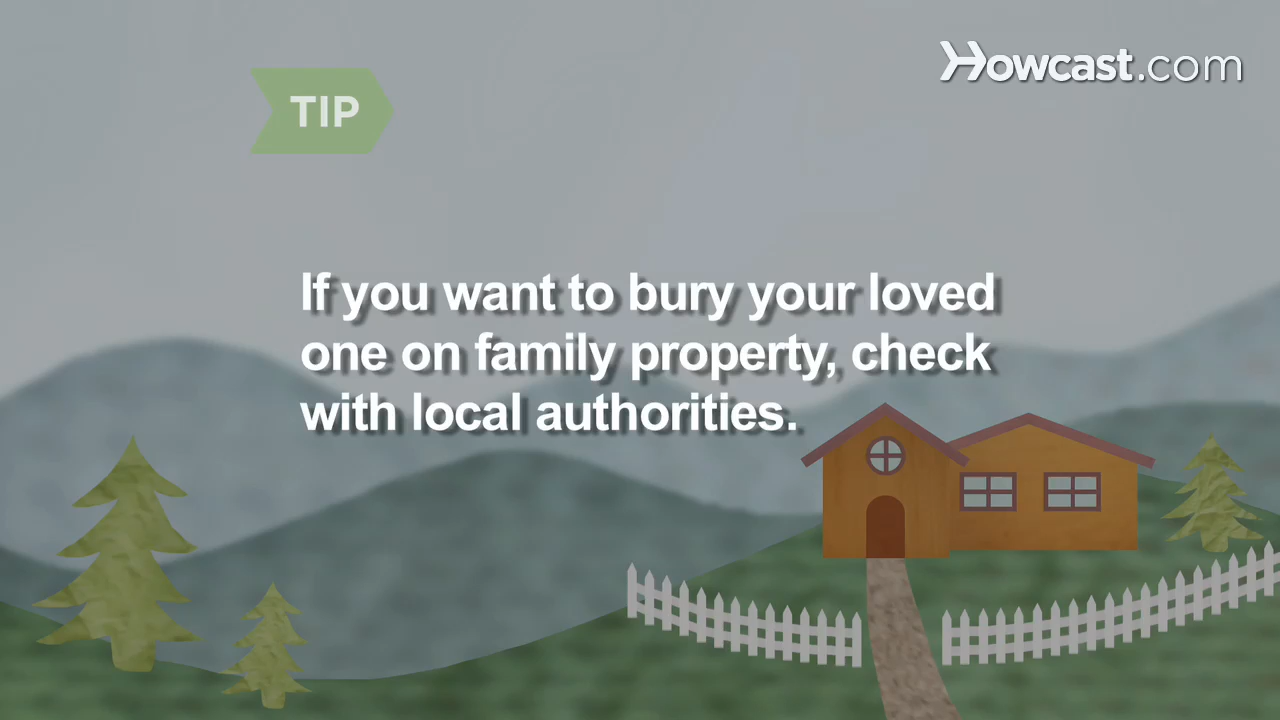 Howcast.com
TIP
If you want to bury your loved
one on family property, check
with local authorities.